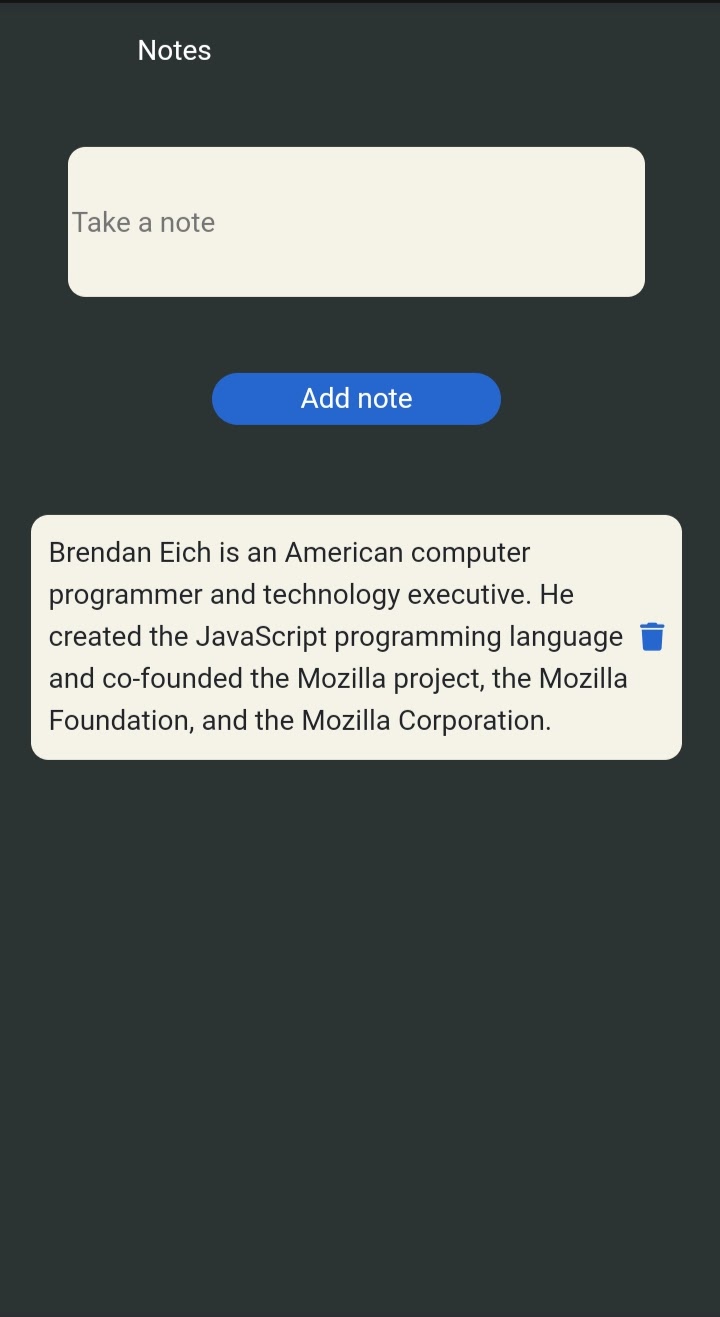 Notes
Take a note
Add note
Brendan Eich is an American computer
programmer and technology executive. He
created the JavaScript programming language
and co-founded the Mozilla project, the Mozilla
Foundation, and the Mozilla Corporation.